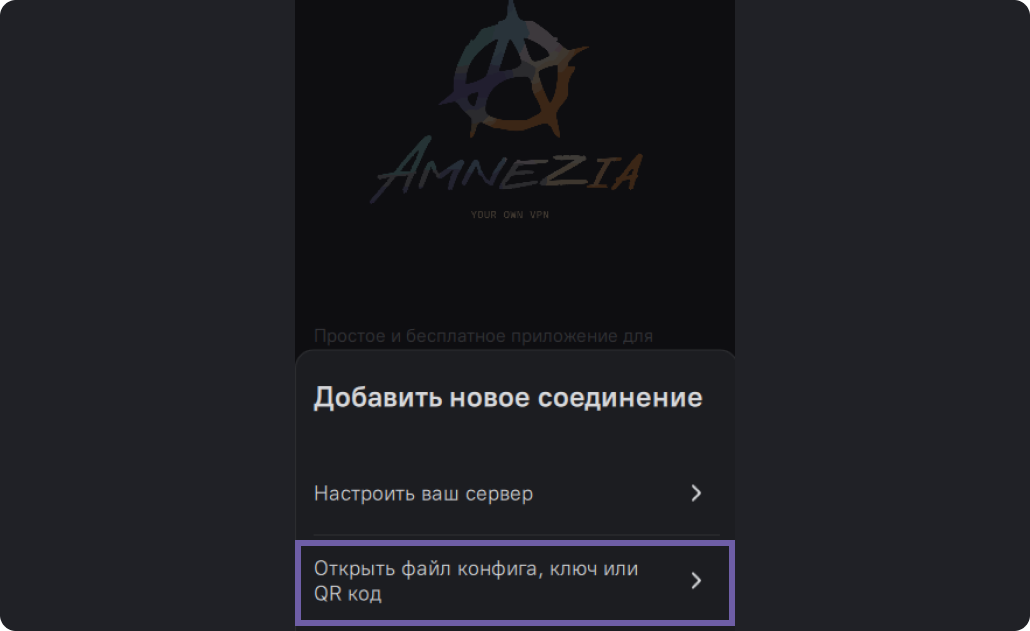 AMNEZIA
YOUR OWN VPN
Простое и бесплатное приложение для
Добавить новое соединение
Настроить ваш сервер
Открыть файл конфига, ключ или
QR код